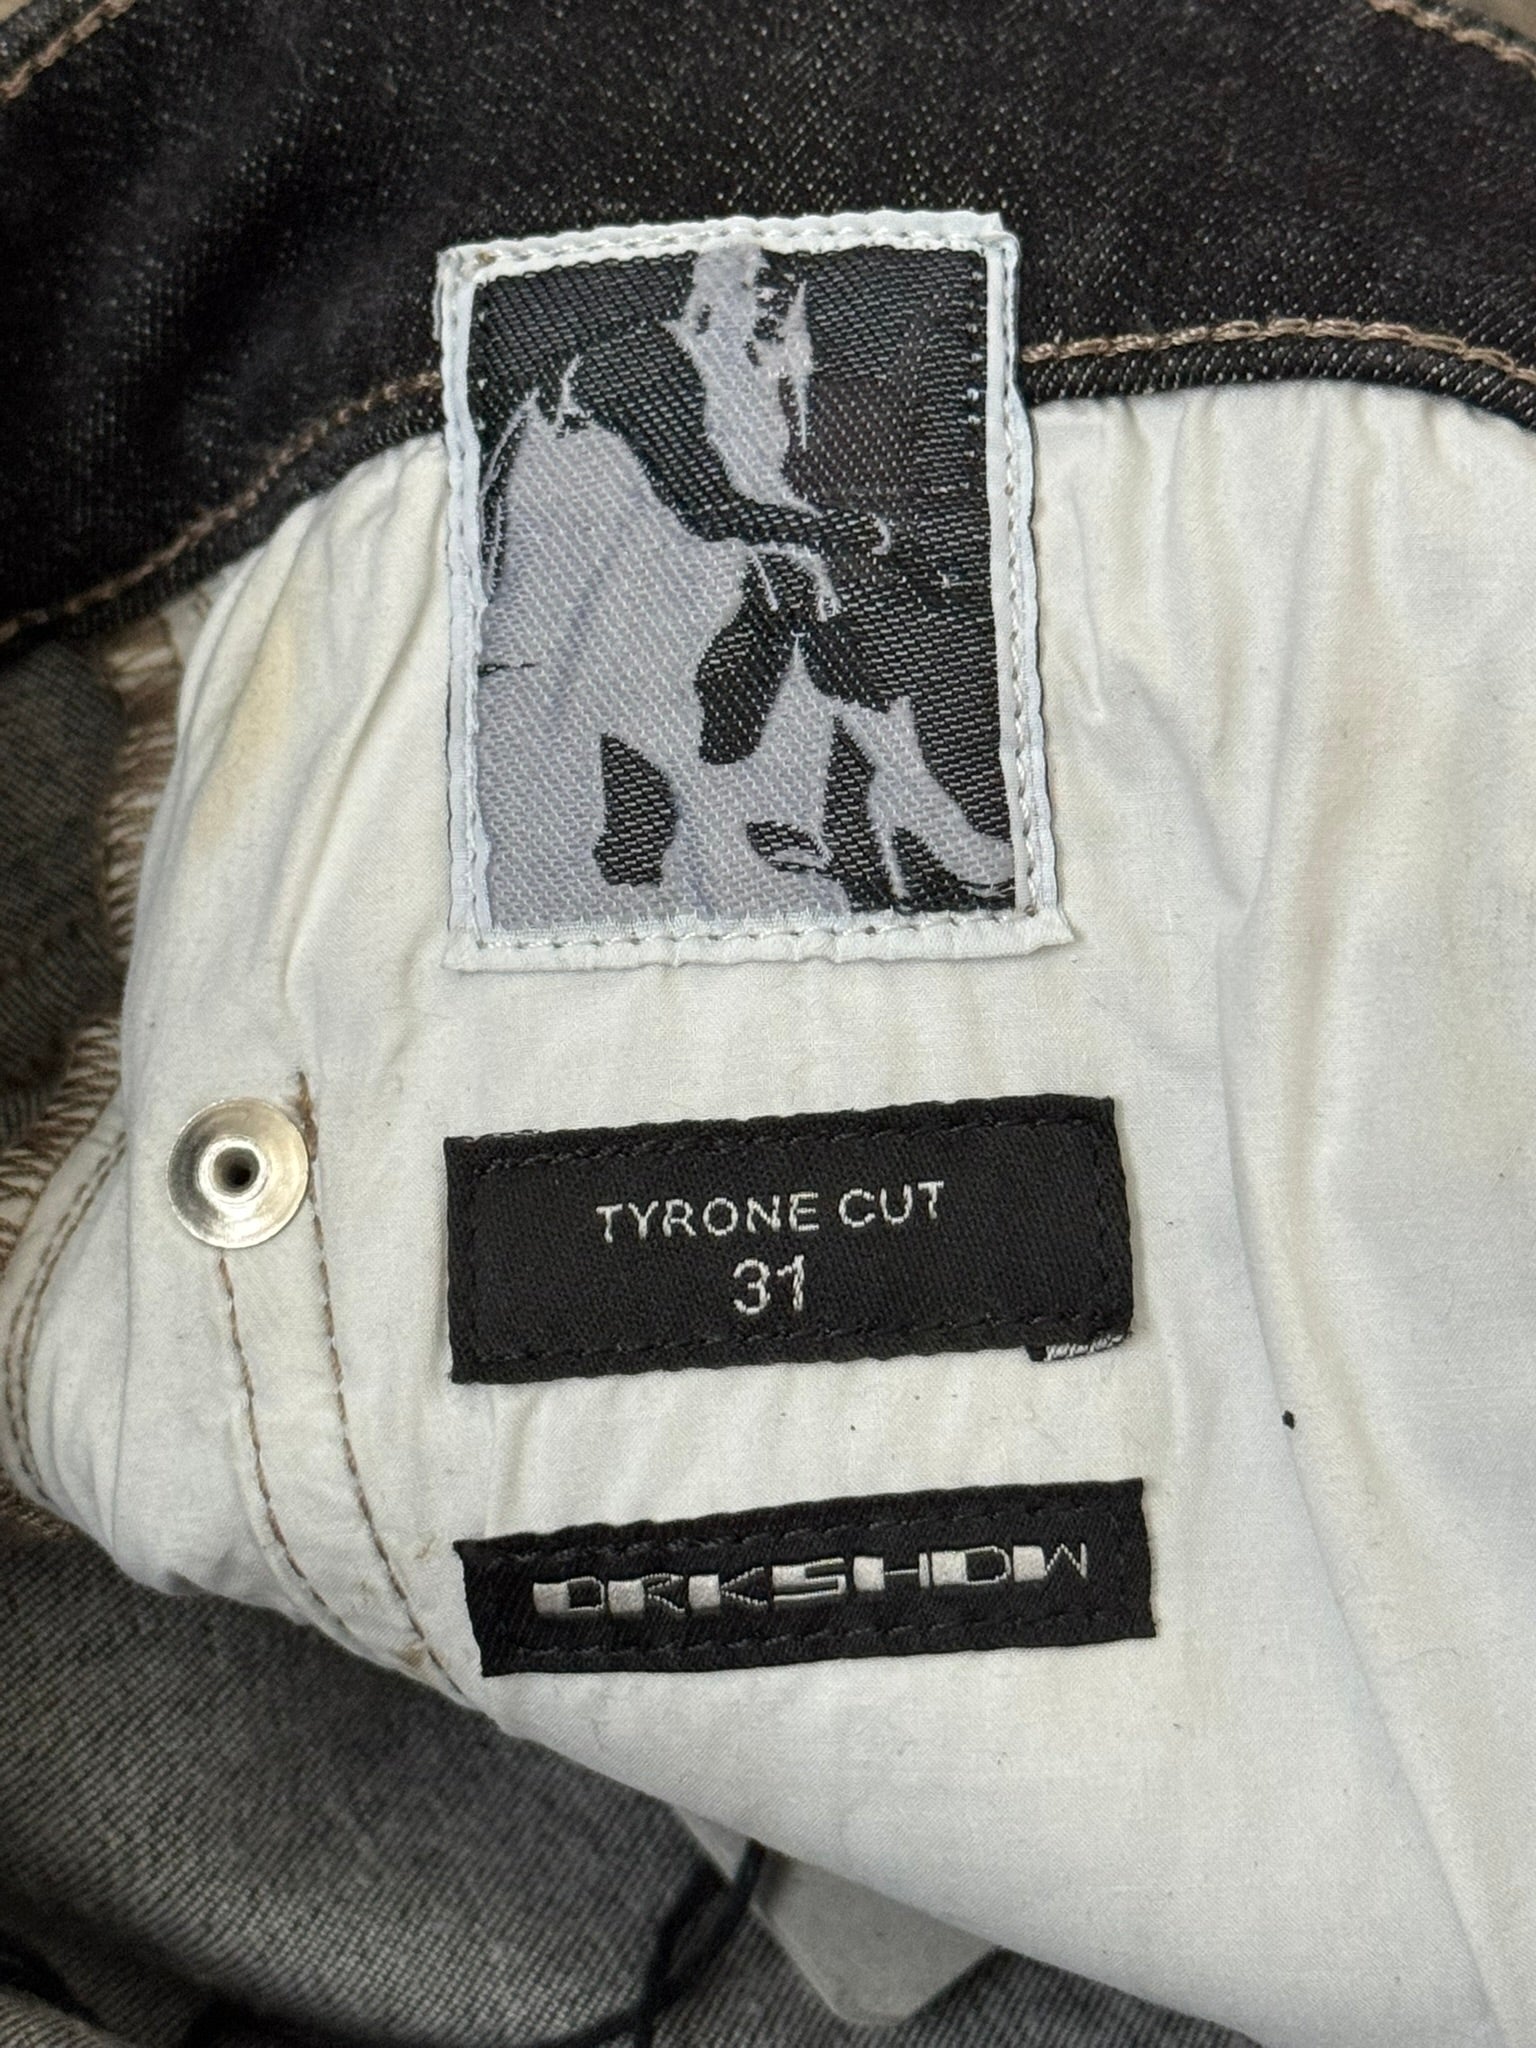 TYRONE CUT
31
DRKSHDW